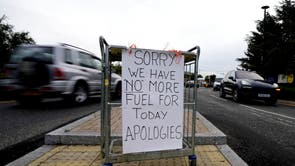 SORRY
WE HAVE
NO MORE
FUEL FOR
TODAY
APOLOGIES